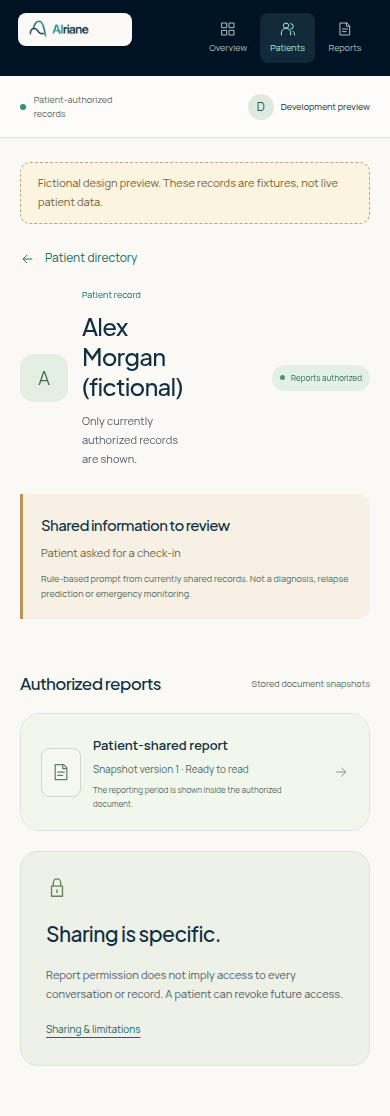 AIriane
Overview
Patients
Reports
Patient-authorized
records
D
Development preview
Fictional design preview. These records are fixtures, not live
patient data.
← Patient directory
Patient record
A
Alex
Morgan
(fictional)
Reports authorized
Only currently
authorized records
are shown.
Shared information to review
Patient asked for a check-in
Rule-based prompt from currently shared records. Not a diagnosis, relapse
prediction or emergency monitoring.
Authorized reports
Stored document snapshots
Patient-shared report
Snapshot version 1 · Ready to read
The reporting period is shown inside the authorized
document.
→
Sharing is specific.
Report permission does not imply access to every
conversation or record. A patient can revoke future access.
Sharing & limitations